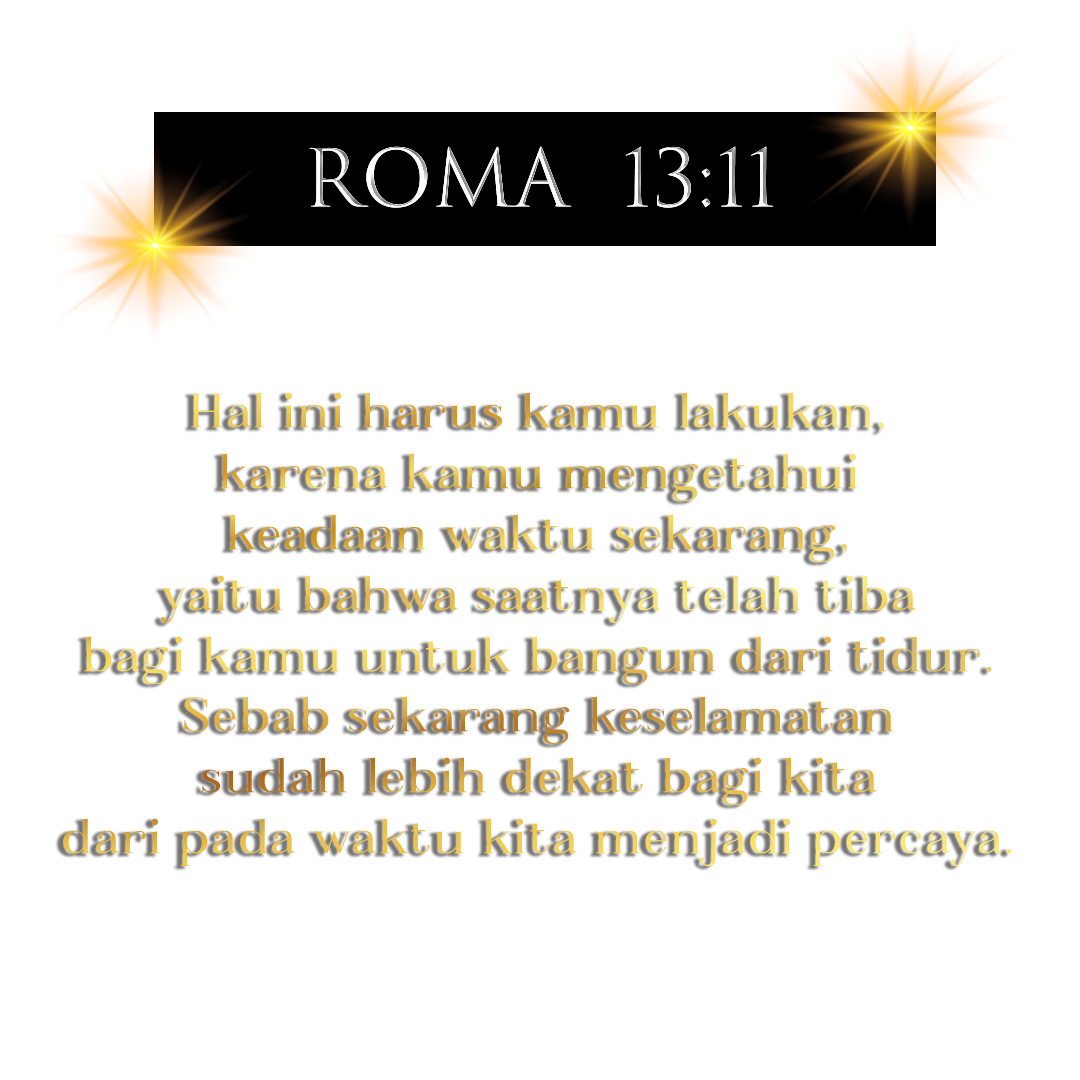 ROMA 13:11
Hal ini harus kamu lakukan,
karena kamu mengetahui
keadaan waktu sekarang,
yaitu bahwa saatnya telah tiba
bagi kamu untuk bangun dari tidur.
Sebab sekarang keselamatan
sudah lebih dekat bagi kita
dari pada waktu kita menjadi percaya.